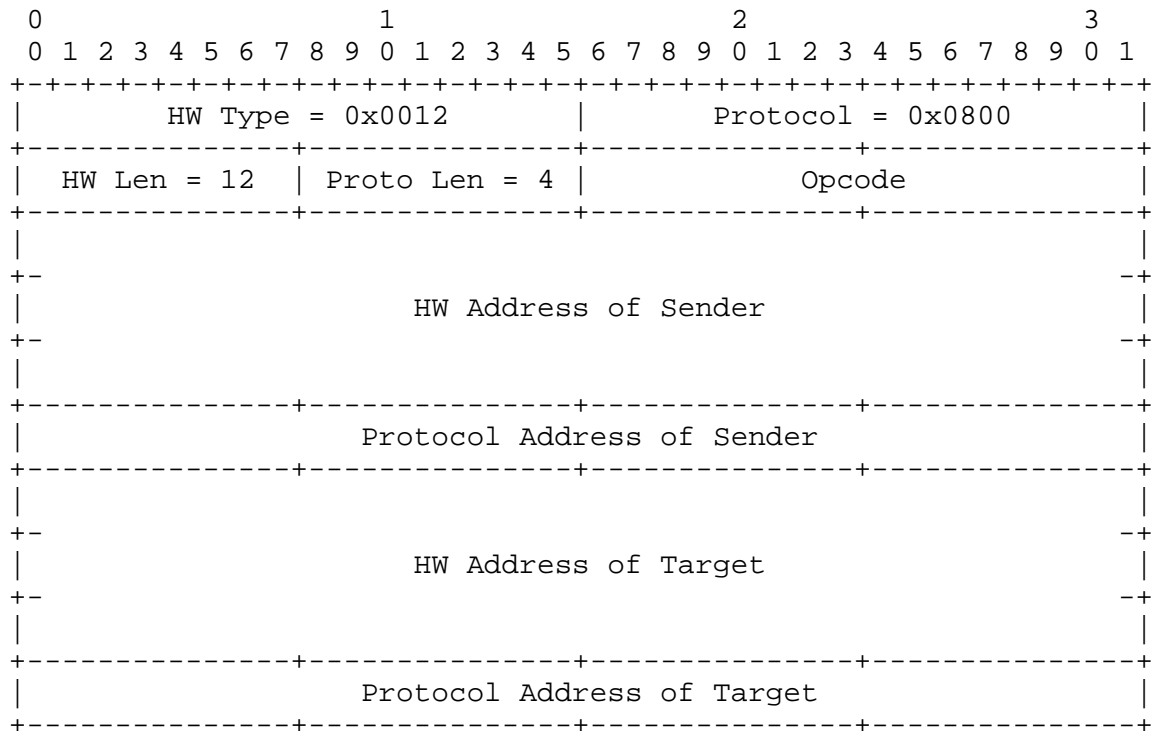 0                   1                   2                   3
 0 1 2 3 4 5 6 7 8 9 0 1 2 3 4 5 6 7 8 9 0 1 2 3 4 5 6 7 8 9 0 1
+-+-+-+-+-+-+-+-+-+-+-+-+-+-+-+-+-+-+-+-+-+-+-+-+-+-+-+-+-+-+-+-+
|        HW Type = 0x0012       |       Protocol = 0x0800       |
+---------------+---------------+---------------+---------------+
|  HW Len = 12  | Proto Len = 4 |            Opcode             |
+---------------+---------------+---------------+---------------+
|                                                               |
+-                                                             -+
|                      HW Address of Sender                     |
+-                                                             -+
|                                                               |
+---------------+---------------+---------------+---------------+
|                   Protocol Address of Sender                  |
+---------------+---------------+---------------+---------------+
|                                                               |
+-                                                             -+
|                      HW Address of Target                     |
+-                                                             -+
|                                                               |
+---------------+---------------+---------------+---------------+
|                   Protocol Address of Target                  |
+---------------+---------------+---------------+---------------+